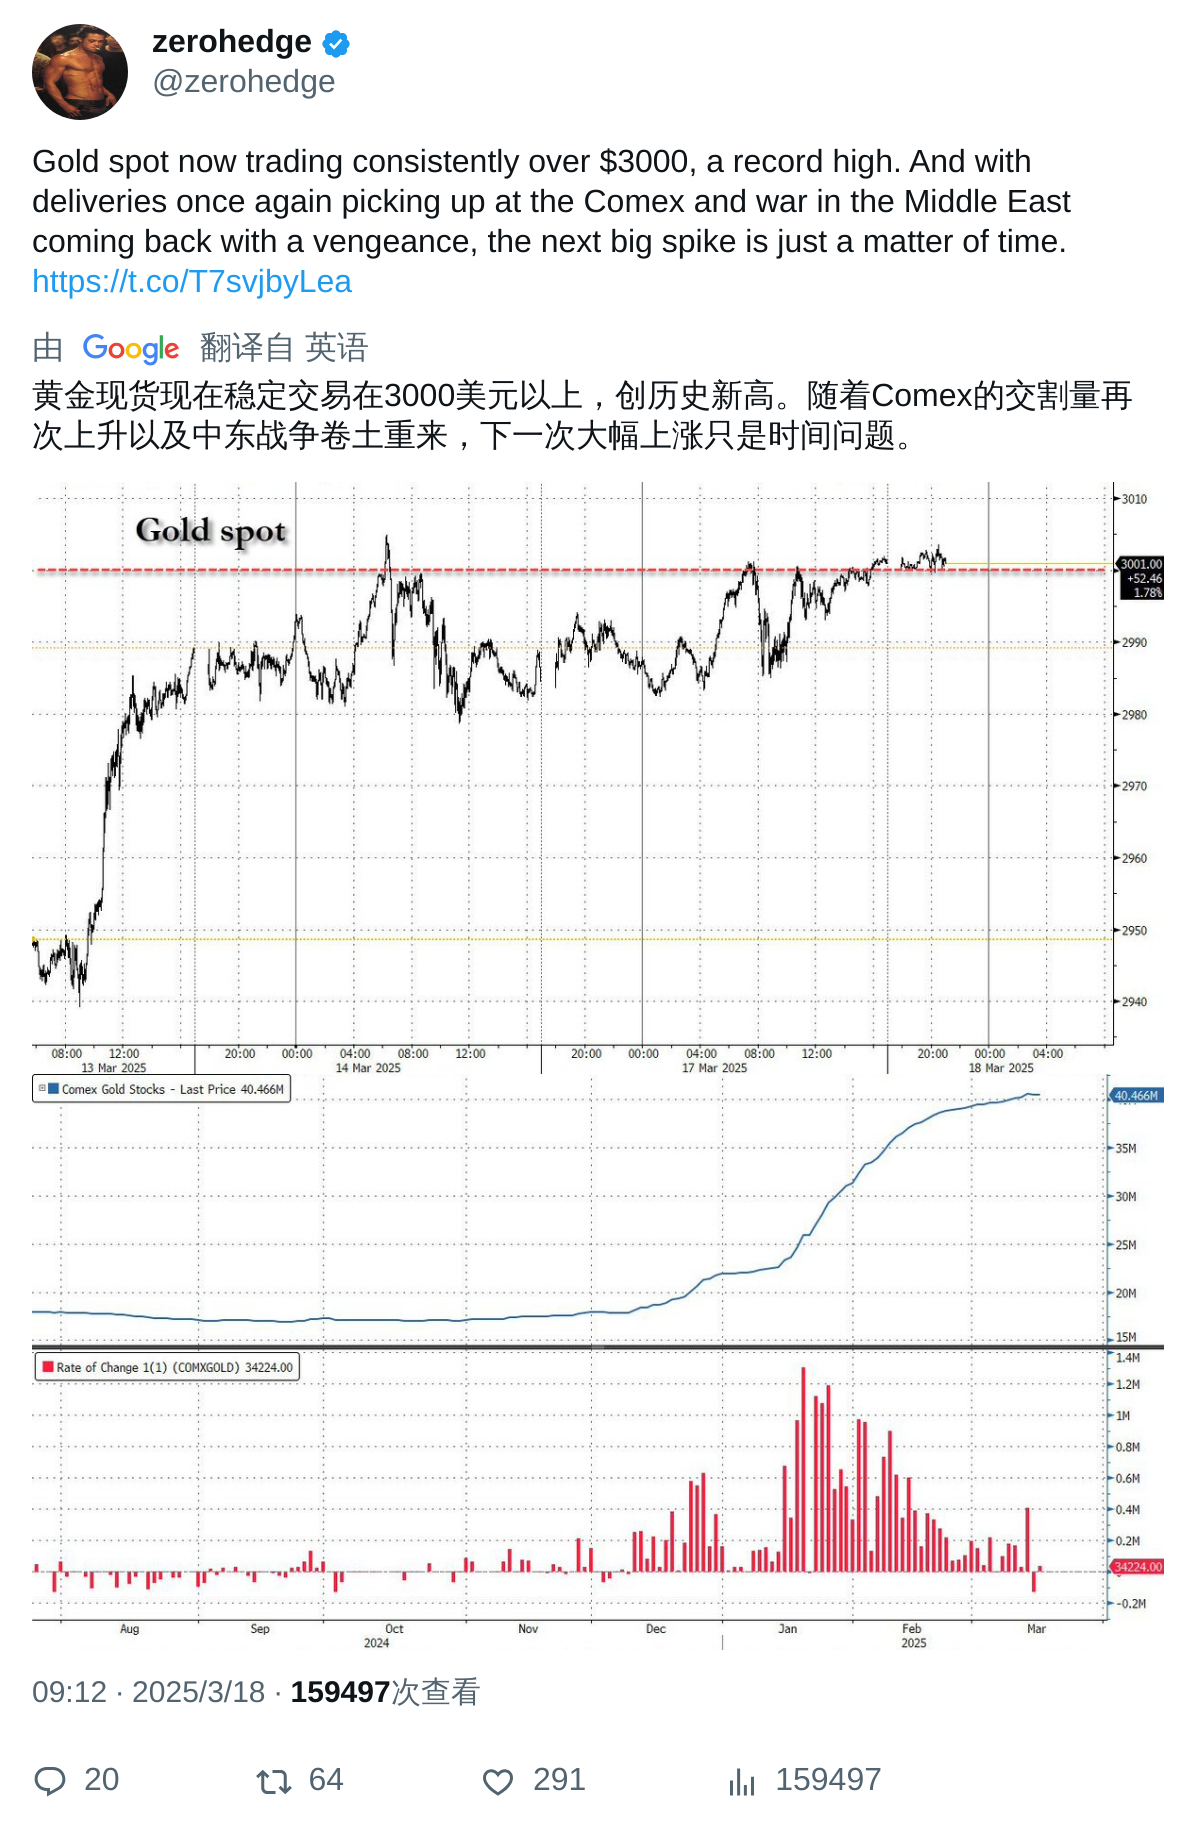 zerohedge
@zerohedge
Gold spot now trading consistently over $3000, a record high. And with
deliveries once again picking up at the Comex and war in the Middle East
coming back with a vengeance, the next big spike is just a matter of time.
https://t.co/T7svjbyLea
由 Google 翻译自 英语
黄金现货现在稳定交易在3000美元以上，创历史新高。随着Comex的交割量再
次上升以及中东战争卷土重来，下一次大幅上涨只是时间问题。
Gold spot
3010
3001.00
+52.46
1.78%
2990
2980
2970
2960
2950
2940
08:00 12:00 20:00 00:00 04:00 08:00 12:00 20:00 00:00 04:00 08:00 12:00 20:00 00:00 04:00
13 Mar 2025 14 Mar 2025 17 Mar 2025 18 Mar 2025
Comex Gold Stocks - Last Price 40.466M
40.466M
35M
30M
25M
20M
15M
Rate of Change 1(1) (COMXGOLD) 34224.00
1.4M
1.2M
1M
0.8M
0.6M
0.4M
0.2M
34224.00
-0.2M
Aug Sep Oct Nov Dec Jan Feb Mar
2024 2025
09:12 · 2025/3/18 · 159497次查看
20 64 291 159497